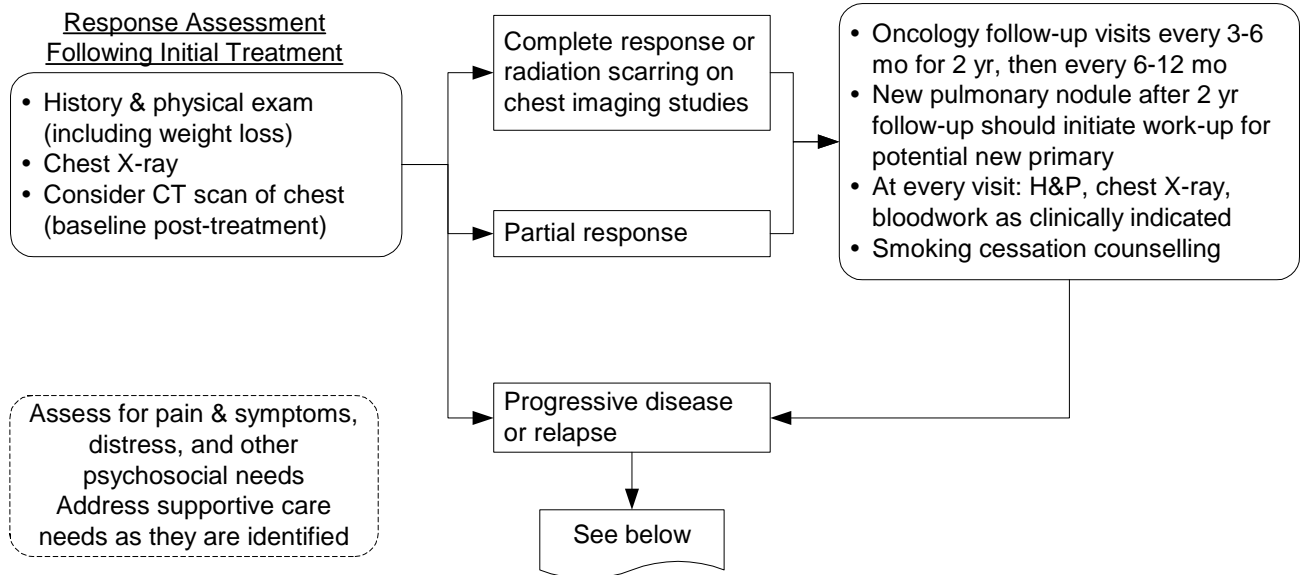 Response Assessment
Following Initial Treatment
• History & physical exam
(including weight loss)
• Chest X-ray
• Consider CT scan of chest
(baseline post-treatment)
Complete response or
radiation scarring on
chest imaging studies
Partial response
• Oncology follow-up visits every 3-6
mo for 2 yr, then every 6-12 mo
• New pulmonary nodule after 2 yr
follow-up should initiate work-up for
potential new primary
• At every visit: H&P, chest X-ray,
bloodwork as clinically indicated
• Smoking cessation counselling
Progressive disease
or relapse
See below
Assess for pain & symptoms,
distress, and other
psychosocial needs
Address supportive care
needs as they are identified